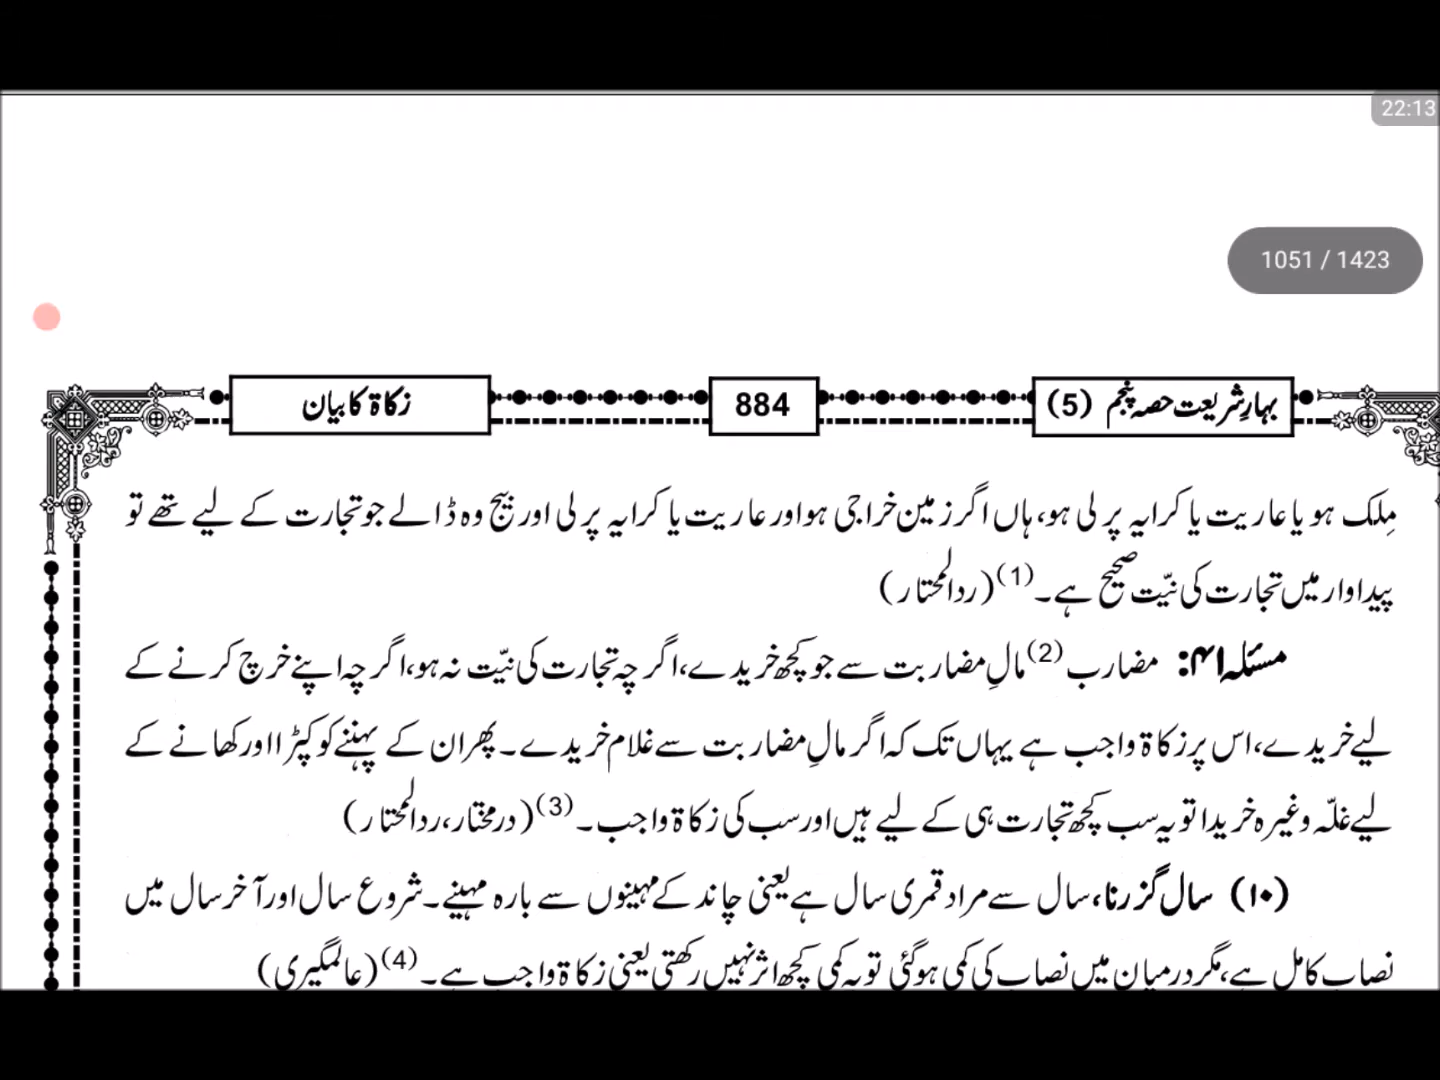 22:13
1051 / 1423
بہارِ شریعت حصہ پنجم (5)
884
زکاۃ کا بیان
مِلک ہو یا عاریت یا کرایہ پر لی ہو، ہاں اگر زمین خراجی ہو اور عاریت یا کرایہ پر لی اور بیج وہ ڈالے جو تجارت کے لیے تھے تو
پیداوار میں تجارت کی نیّت صحیح ہے۔ (1) (ردالمحتار)
مسئلہ ۴۱: مضارب (2) مالِ مضاربت سے جو کچھ خریدے، اگرچہ تجارت کی نیّت نہ ہو، اگرچہ اپنے خرچ کرنے کے
لیے خریدے، اس پر زکاۃ واجب ہے یہاں تک کہ اگر مالِ مضاربت سے غلام خریدے۔ پھر ان کے پہننے کو کپڑا اور کھانے کے
لیے غلّہ وغیرہ خریدا تو یہ سب کچھ تجارت ہی کے لیے ہیں اور سب کی زکاۃ واجب۔ (3) (درمختار، ردالمحتار)
(۱۰) سال گزرنا، سال سے مراد قمری سال ہے یعنی چاند کے مہینوں سے بارہ مہینے۔ شروع سال اور آخر سال میں
نصاب کامل ہے، مگر درمیان میں نصاب کی کمی ہوگئی تو یہ کمی کچھ اثر نہیں رکھتی یعنی زکاۃ واجب ہے۔ (4) (عالمگیری)